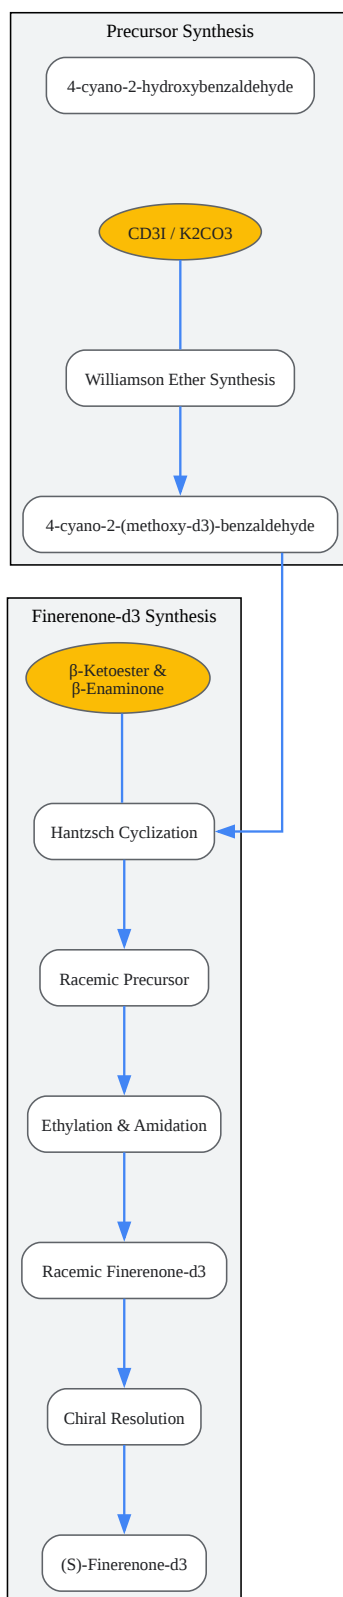 Precursor Synthesis
4-cyano-2-hydroxybenzaldehyde
CD3I / K2CO3
Williamson Ether Synthesis
4-cyano-2-(methoxy-d3)-benzaldehyde
Finerenone-d3 Synthesis
β-Ketoester &
β-Enaminone
Hantzsch Cyclization
Racemic Precursor
Ethylation & Amidation
Racemic Finerenone-d3
Chiral Resolution
(S)-Finerenone-d3